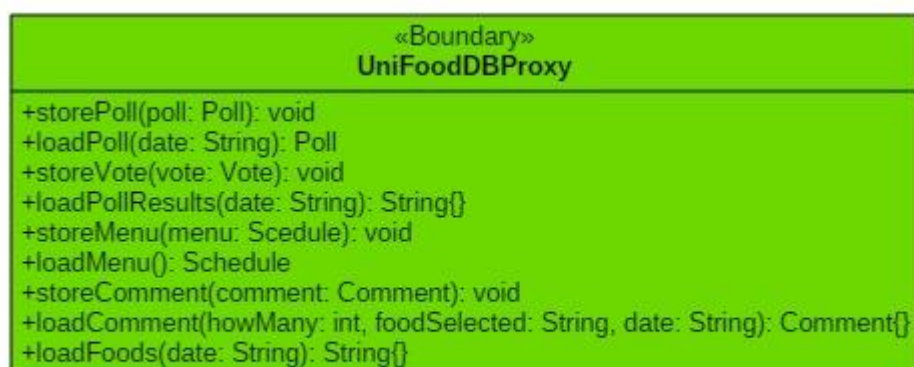 «Boundary»
UniFoodDBProxy
+storePoll(poll: Poll): void
+loadPoll(date: String): Poll
+storeVote(vote: Vote): void
+loadPollResults(date: String): String{}
+storeMenu(menu: Scedule): void
+loadMenu(): Schedule
+storeComment(comment: Comment): void
+loadComment(howMany: int, foodSelected: String, date: String): Comment{}
+loadFoods(date: String): String{}